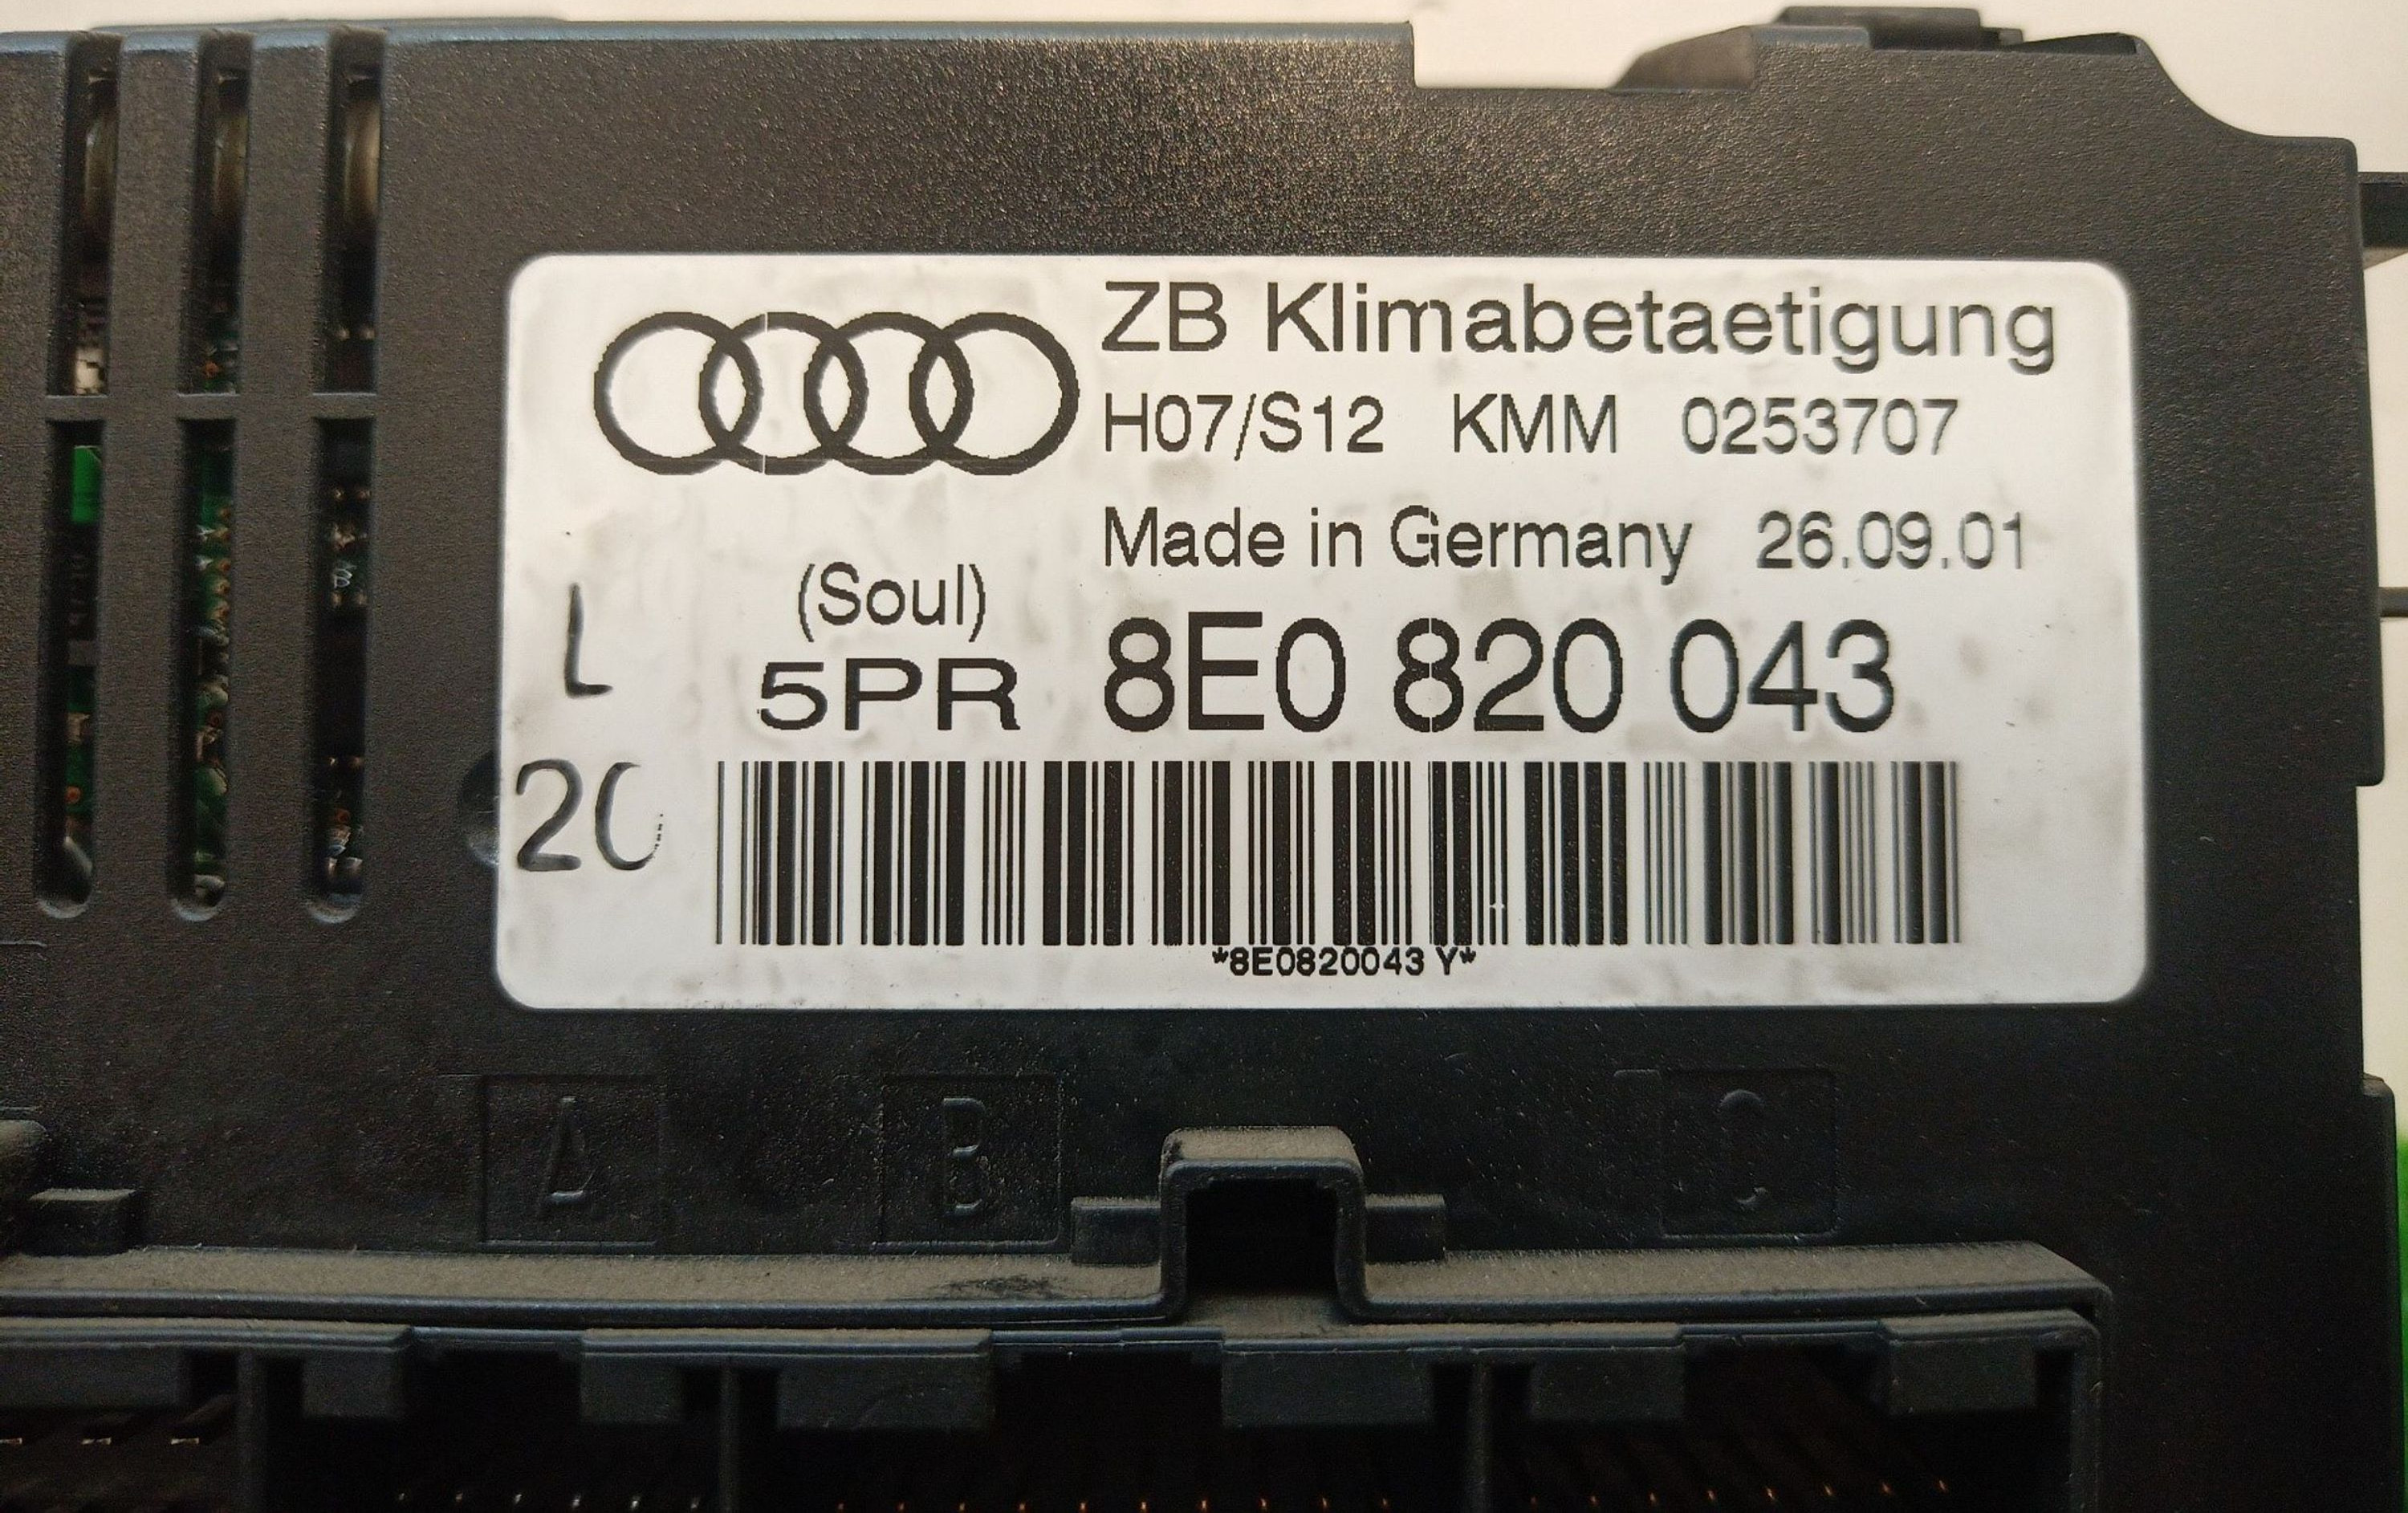 ZB Klimabetaetigung
H07/S12 KMM 0253707
Made in Germany 26.09.01
(Soul)
L 5PR 8E0 820 043
20
*8E0820043 Y*
A B C